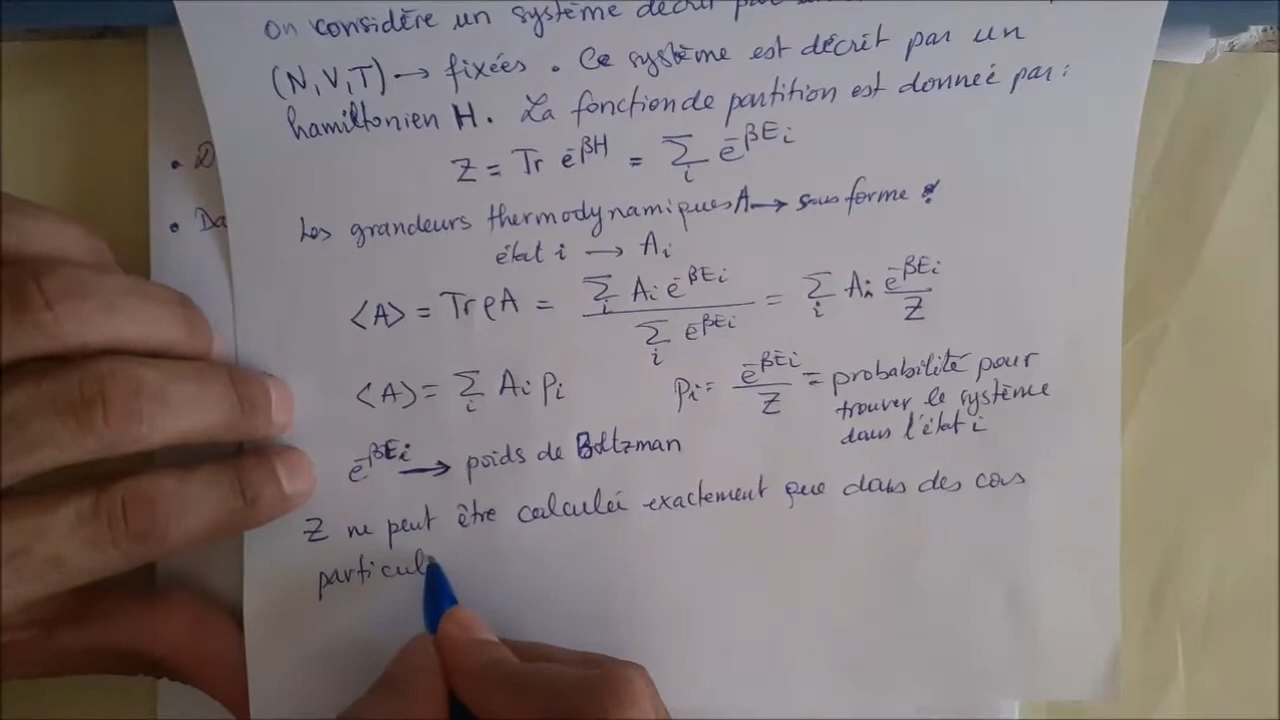 on considère un système décrit par
(N,V,T) → fixées. Ce système est décrit par un
hamiltonien H. La fonction de partition est donnée par :
Z = Tr e^{-βH} = Σ_i e^{-βE_i}
Les grandeurs thermodynamiques A → sous forme :
état i → A_i
<A> = Tr ρA = Σ_i A_i e^{-βE_i} / Σ_i e^{-βE_i} = Σ_i A_i e^{-βE_i} / Z
<A> = Σ_i A_i p_i
p_i = e^{-βE_i} / Z = probabilité pour
trouver le système
dans l'état i
e^{-βE_i} → poids de Boltzman
Z ne peut être calculée exactement que dans des cas
particul
• D
• Da